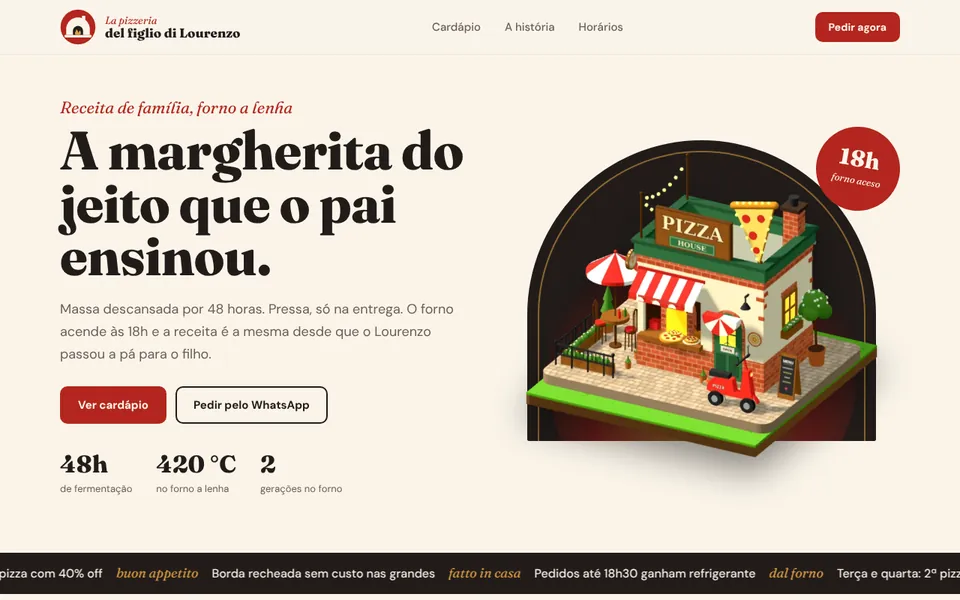 La pizzeria
del figlio di Lourenzo
Cardápio
A história
Horários
Pedir agora
Receita de família, forno a lenha
A margherita do
jeito que o pai
ensinou.
Massa descansada por 48 horas. Pressa, só na entrega. O forno
acende às 18h e a receita é a mesma desde que o Lourenzo
passou a pá para o filho.
Ver cardápio
Pedir pelo WhatsApp
48h
de fermentação
420 °C
no forno a lenha
2
gerações no forno
18h
forno aceso
PIZZA
HOUSE
pizza com 40% off buon appetito Borda recheada sem custo nas grandes fatto in casa Pedidos até 18h30 ganham refrigerante dal forno Terça e quarta: 2ª pizz